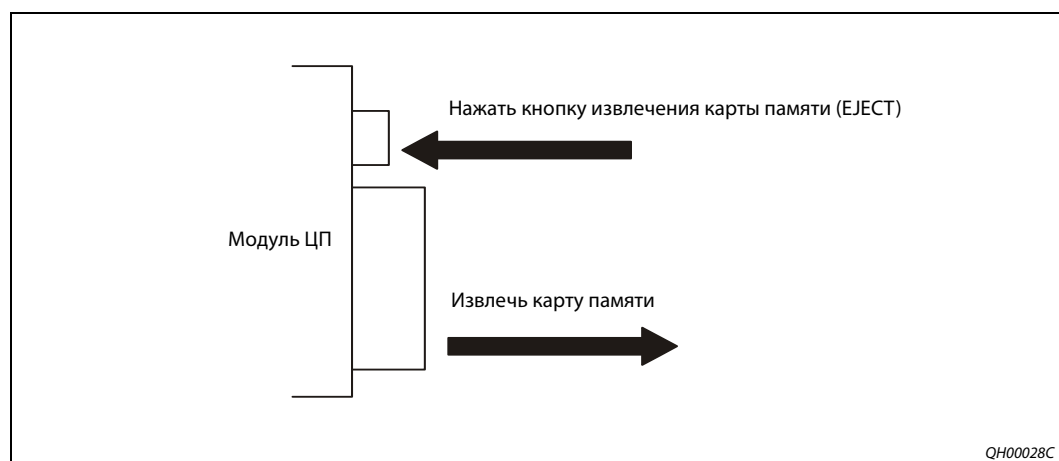 Нажать кнопку извлечения карты памяти (EJECT)
Модуль ЦП
Извлечь карту памяти
QH00028C